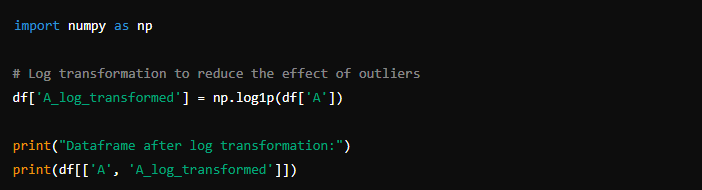 import numpy as np
# Log transformation to reduce the effect of outliers
df['A_log_transformed'] = np.log1p(df['A'])
print("Dataframe after log transformation:")
print(df[['A', 'A_log_transformed']])